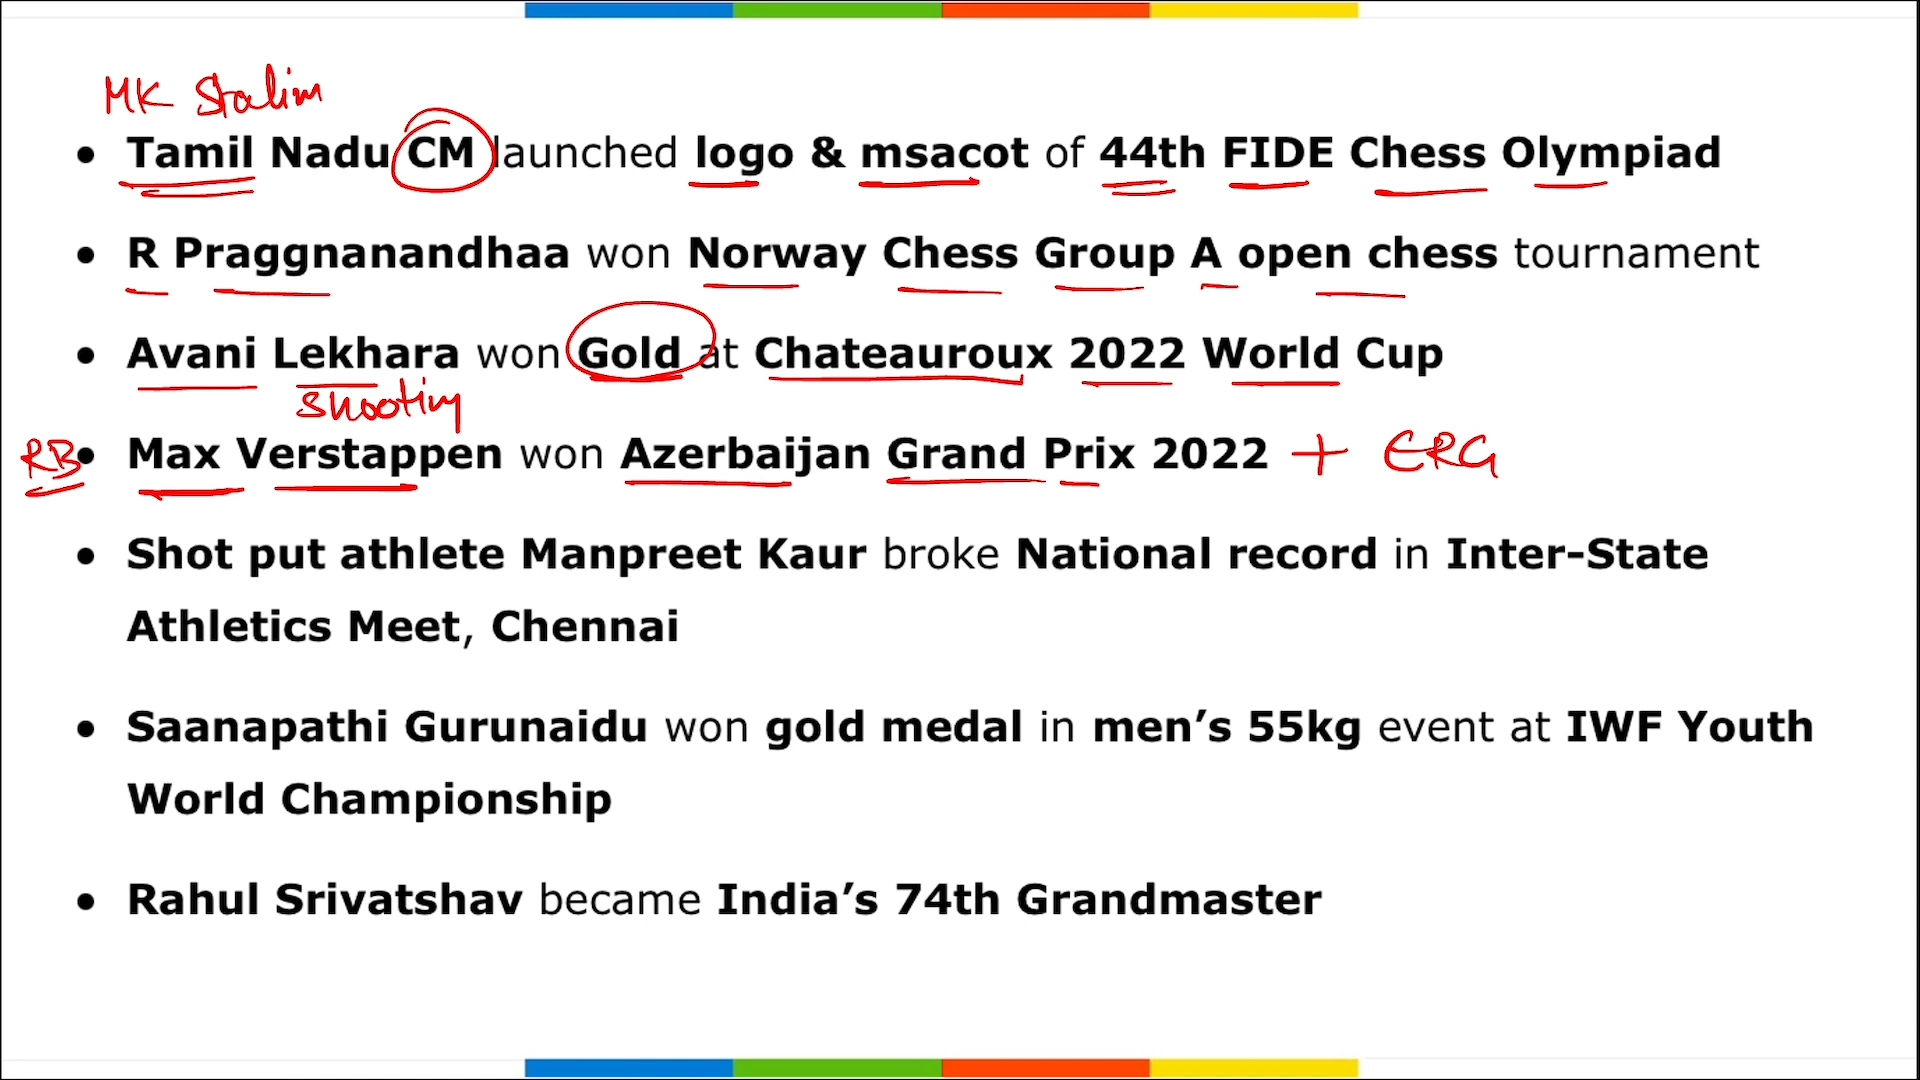 MK Stalin
• Tamil Nadu CM launched logo & msacot of 44th FIDE Chess Olympiad
• R Praggnanandhaa won Norway Chess Group A open chess tournament
• Avani Lekhara won Gold at Chateauroux 2022 World Cup
Shooting
RB • Max Verstappen won Azerbaijan Grand Prix 2022 + ERG
• Shot put athlete Manpreet Kaur broke National record in Inter-State
Athletics Meet, Chennai
• Saanapathi Gurunaidu won gold medal in men’s 55kg event at IWF Youth
World Championship
• Rahul Srivatshav became India’s 74th Grandmaster